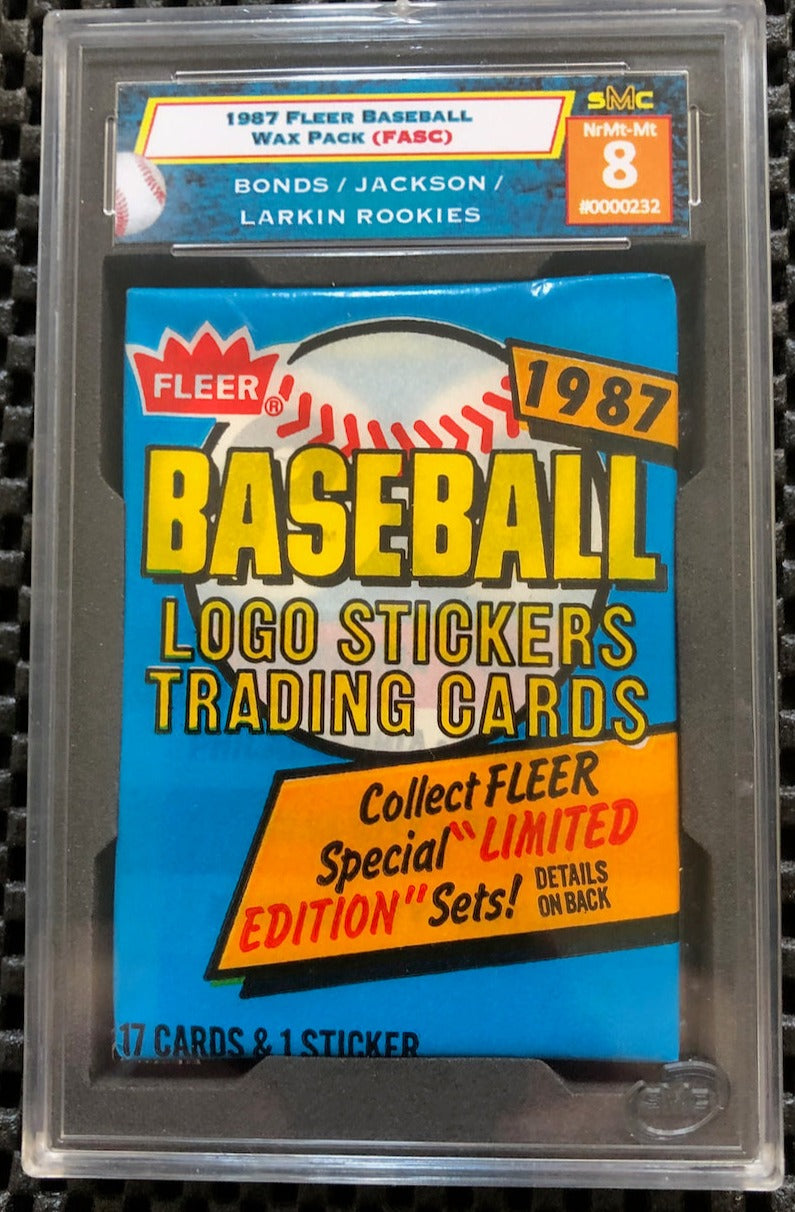 1987 FLEER BASEBALL
WAX PACK (FASC)
SMC
NrMt-Mt
8
#0000232
BONDS / JACKSON /
LARKIN ROOKIES
FLEER®
1987
BASEBALL
LOGO STICKERS
TRADING CARDS
Collect FLEER
Special "LIMITED
EDITION" Sets!
DETAILS
ON BACK
17 CARDS & 1 STICKER